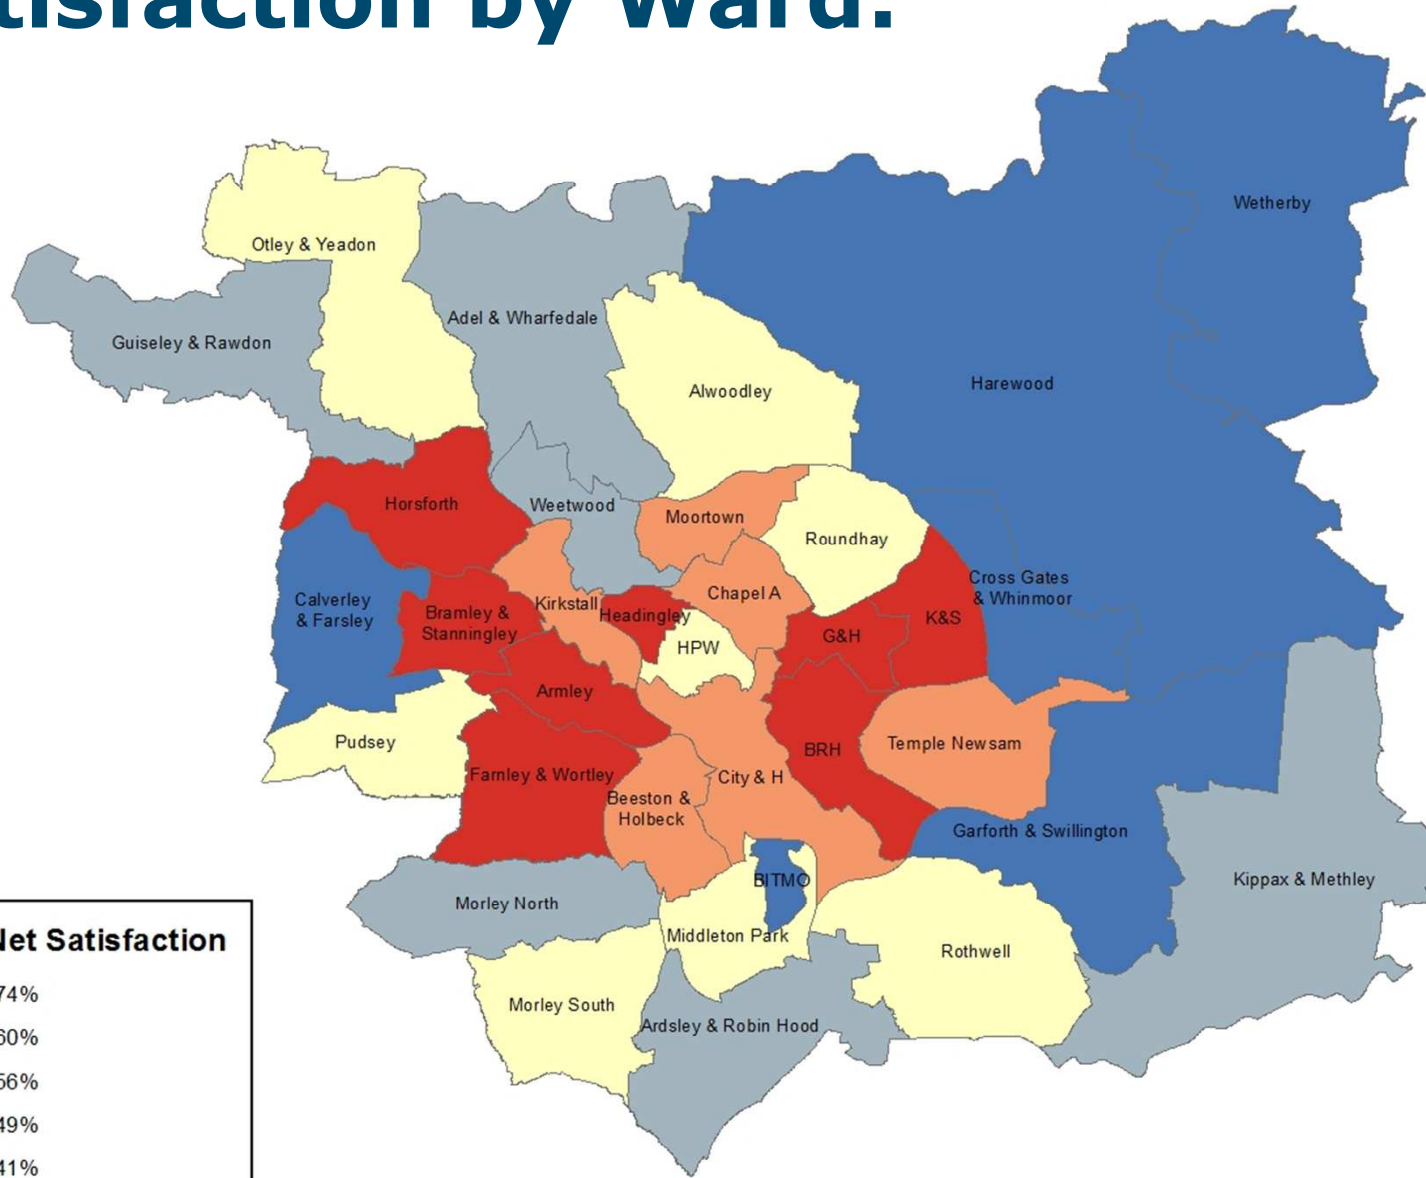 tisfaction by Ward:
Wetherby
Otley & Yeadon
Adel & Wharfedale
Guiseley & Rawdon
Harewood
Alwoodley
Horsforth
Weetwood
Moortown
Roundhay
Cross Gates
& Whinmoor
Calverley
& Farsley
Bramley &
Stanningley
Kirkstall
Headingley
Chapel A
K&S
G&H
HPW
Armley
Pudsey
Temple Newsam
BRH
Farnley & Wortley
City & H
Beeston &
Holbeck
Garforth & Swillington
BITMO
Kippax & Methley
Morley North
Middleton Park
Rothwell
Morley South
Ardsley & Robin Hood
Net Satisfaction
74%
60%
56%
49%
41%